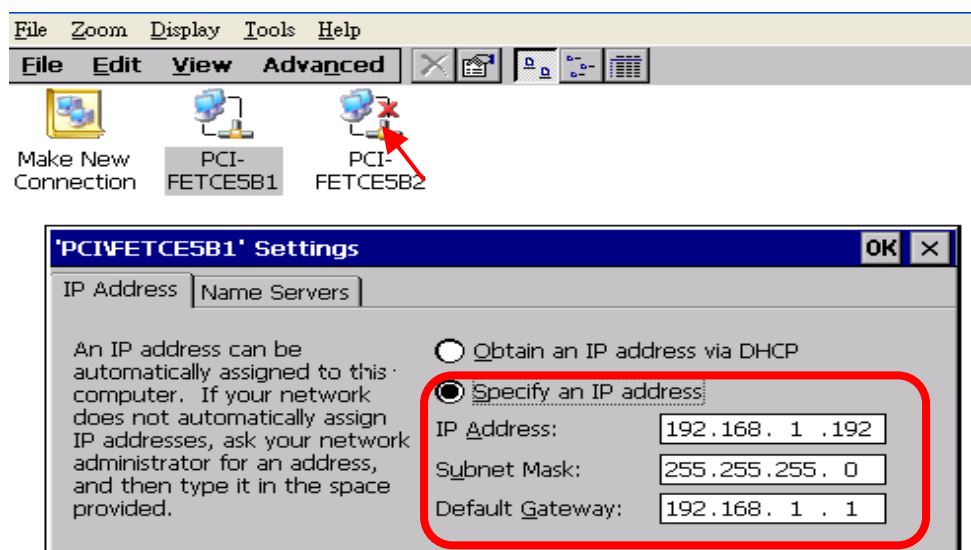 File Zoom Display Tools Help
File Edit View Advanced
Make New Connection
PCI-FETCE5B1
PCI-FETCE5B2
'PCI\FETCE5B1' Settings OK
IP Address Name Servers
An IP address can be
automatically assigned to this
computer. If your network
does not automatically assign
IP addresses, ask your network
administrator for an address,
and then type it in the space
provided.
Obtain an IP address via DHCP
Specify an IP address
IP Address: 192.168. 1 .192
Subnet Mask: 255.255.255. 0
Default Gateway: 192.168. 1 . 1